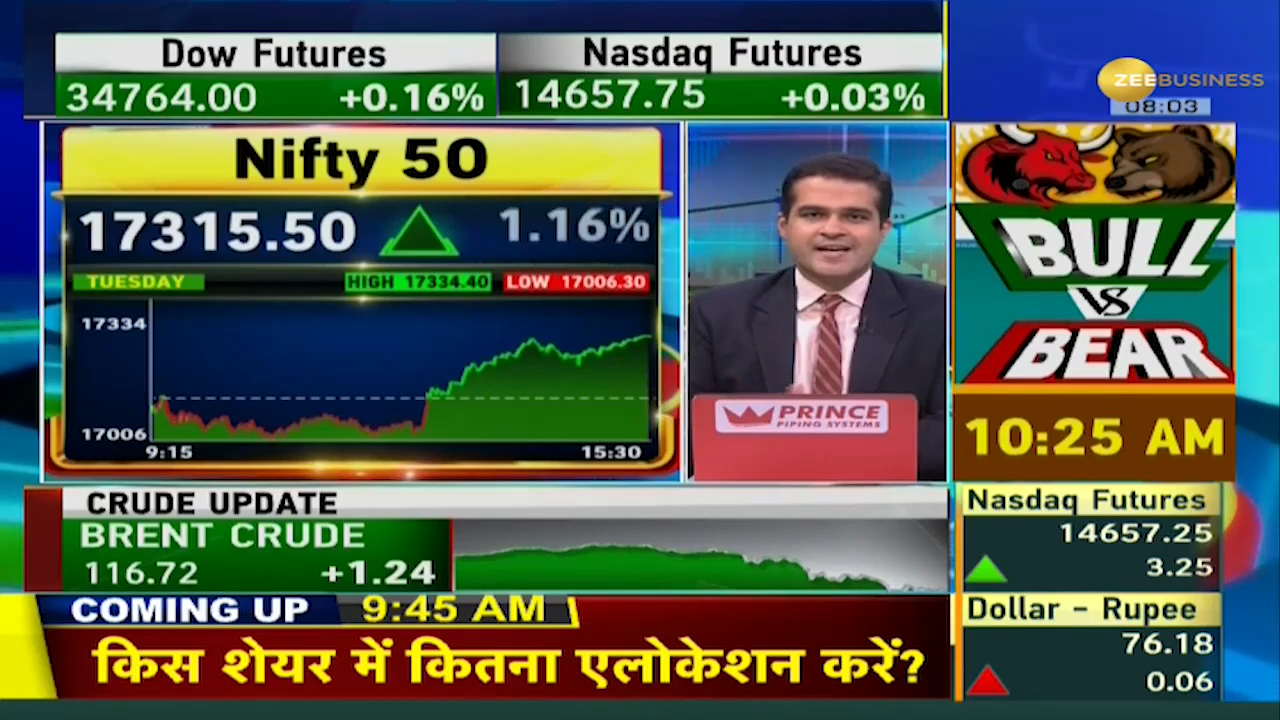 Dow Futures
34764.00 +0.16%
Nasdaq Futures
14657.75 +0.03%
ZEEBUSINESS
08:03
Nifty 50
17315.50 1.16%
TUESDAY HIGH 17334.40 LOW 17006.30
17334
17006
9:15 15:30
PRINCE
PIPING SYSTEMS
BULL
VS
BEAR
10:25 AM
CRUDE UPDATE
BRENT CRUDE
116.72 +1.24
Nasdaq Futures
14657.25
3.25
Dollar - Rupee
76.18
0.06
COMING UP 9:45 AM
किस शेयर में कितना एलोकेशन करें?